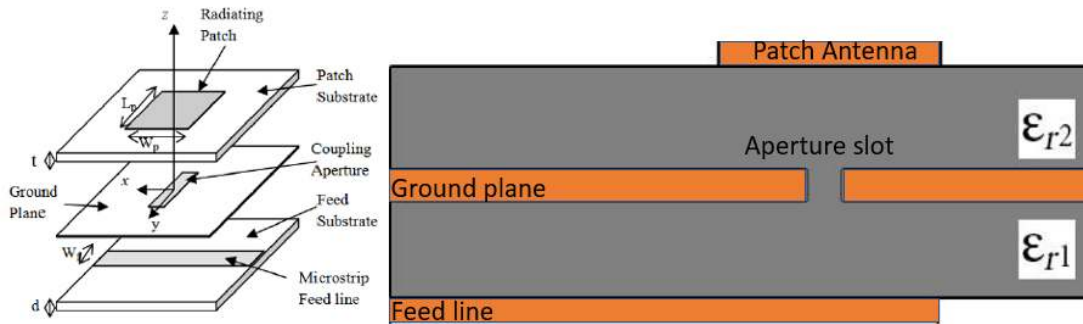 z
Radiating
Patch
Patch
Substrate
Lp
Wp
t
Coupling
Aperture
x
Ground
Plane
y
Feed
Substrate
Wf
Microstrip
Feed line
d
Patch Antenna
εr2
Aperture slot
Ground plane
εr1
Feed line